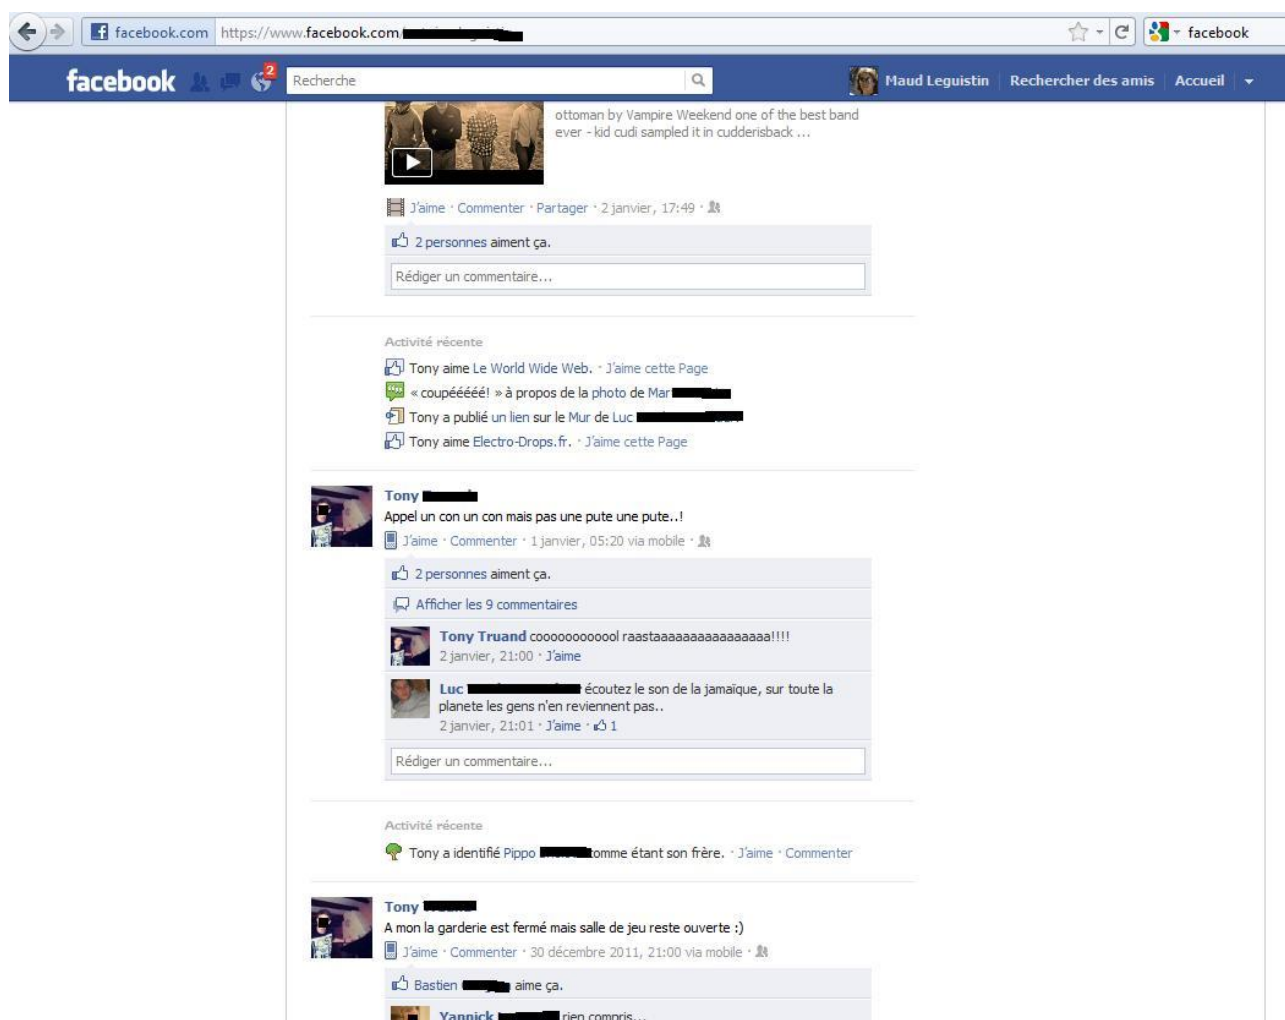 facebook.com https://www.facebook.com/ facebook
facebook 2 Recherche Maud Leguistin Rechercher des amis Accueil
ottoman by Vampire Weekend one of the best band
ever - kid cudi sampled it in cudderisback ...
J'aime · Commenter · Partager · 2 janvier, 17:49 ·
2 personnes aiment ça.
Rédiger un commentaire...
Activité récente
Tony aime Le World Wide Web. · J'aime cette Page
« coupééééé! » à propos de la photo de Mar
Tony a publié un lien sur le Mur de Luc
Tony aime Electro-Drops.fr. · J'aime cette Page
Tony
Appel un con un con mais pas une pute une pute..!
J'aime · Commenter · 1 janvier, 05:20 via mobile ·
2 personnes aiment ça.
Afficher les 9 commentaires
Tony Truand cooooooooooool raastaaaaaaaaaaaaaaaaa!!!!
2 janvier, 21:00 · J'aime
Luc écoutez le son de la jamaïque, sur toute la
planete les gens n'en reviennent pas..
2 janvier, 21:01 · J'aime · 1
Rédiger un commentaire...
Activité récente
Tony a identifié Pippo comme étant son frère. · J'aime · Commenter
Tony
A mon la garderie est fermé mais salle de jeu reste ouverte :)
J'aime · Commenter · 30 décembre 2011, 21:00 via mobile ·
Bastien aime ça.
Yannick rien compris...